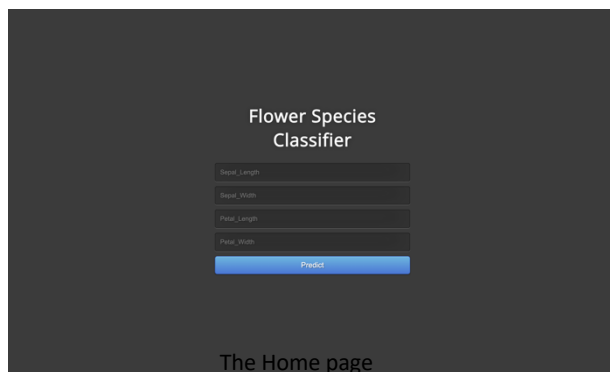 Flower Species
Classifier
Sepal_Length
Sepal_Width
Petal_Length
Petal_Width
Predict
The Home page